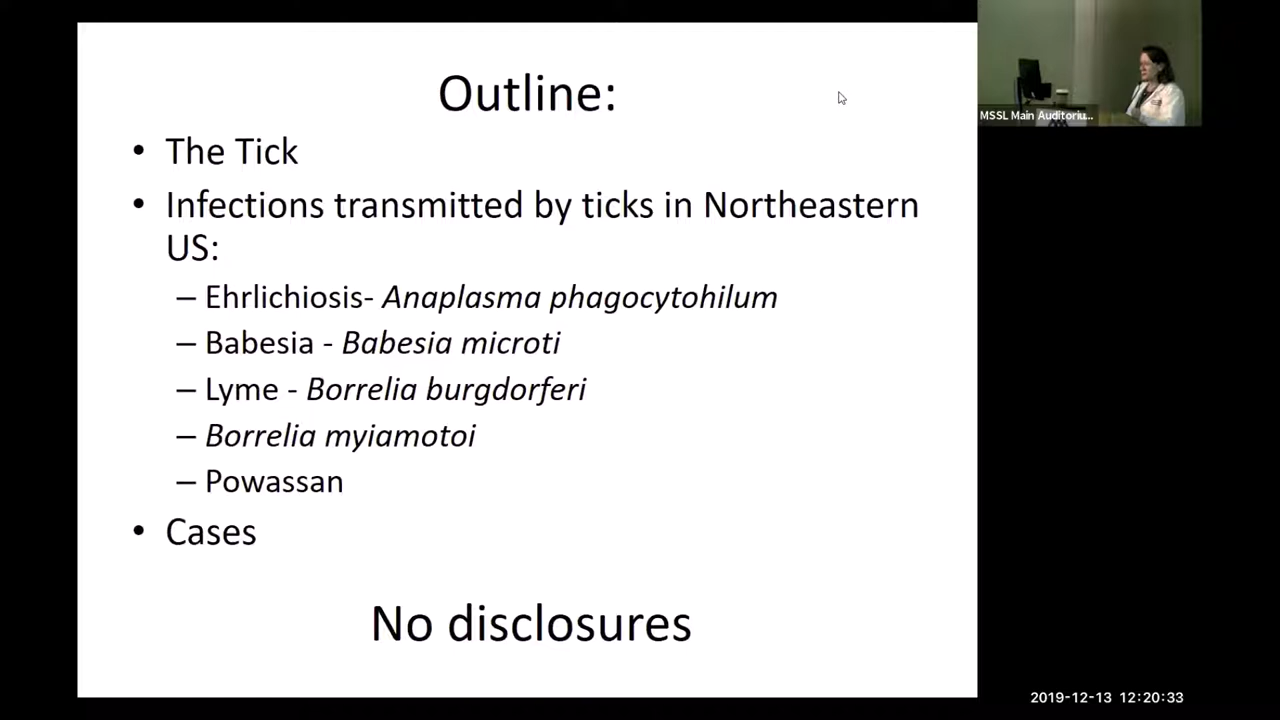 Outline:
• The Tick
• Infections transmitted by ticks in Northeastern
US:
– Ehrlichiosis- Anaplasma phagocytohilum
– Babesia - Babesia microti
– Lyme - Borrelia burgdorferi
– Borrelia myiamotoi
– Powassan
• Cases
No disclosures
MSSL Main Auditoriu...
2019-12-13 12:20:33